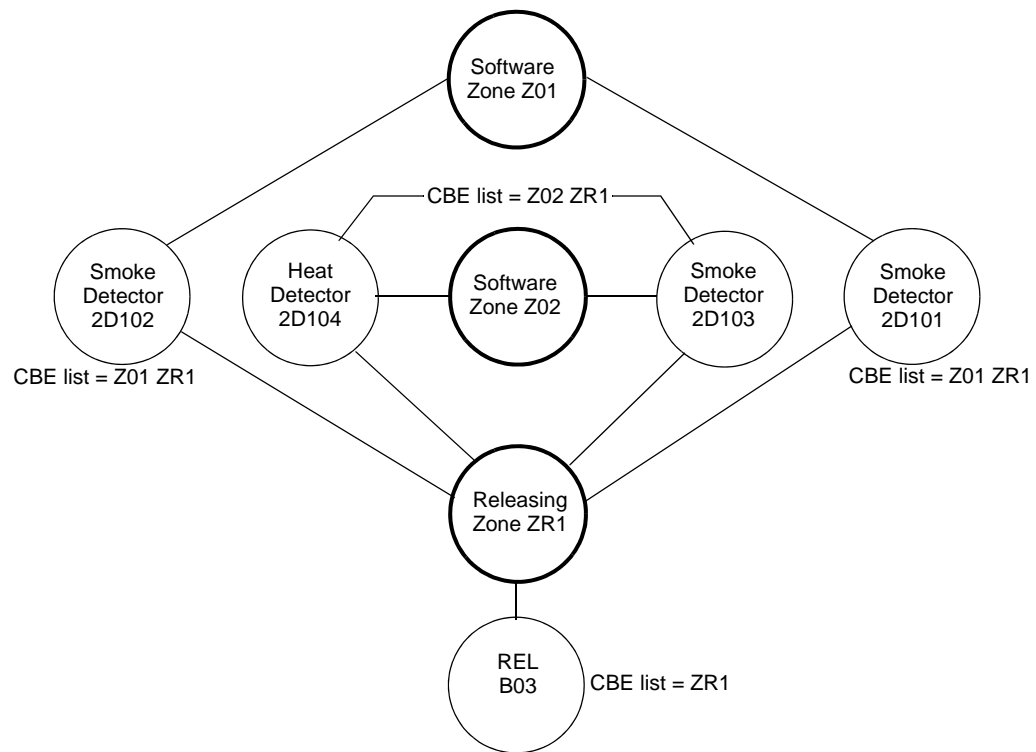 Software
Zone Z01
CBE list = Z02 ZR1
Smoke
Detector
2D102
Heat
Detector
2D104
Software
Zone Z02
Smoke
Detector
2D103
Smoke
Detector
2D101
CBE list = Z01 ZR1
CBE list = Z01 ZR1
Releasing
Zone ZR1
REL
B03
CBE list = ZR1